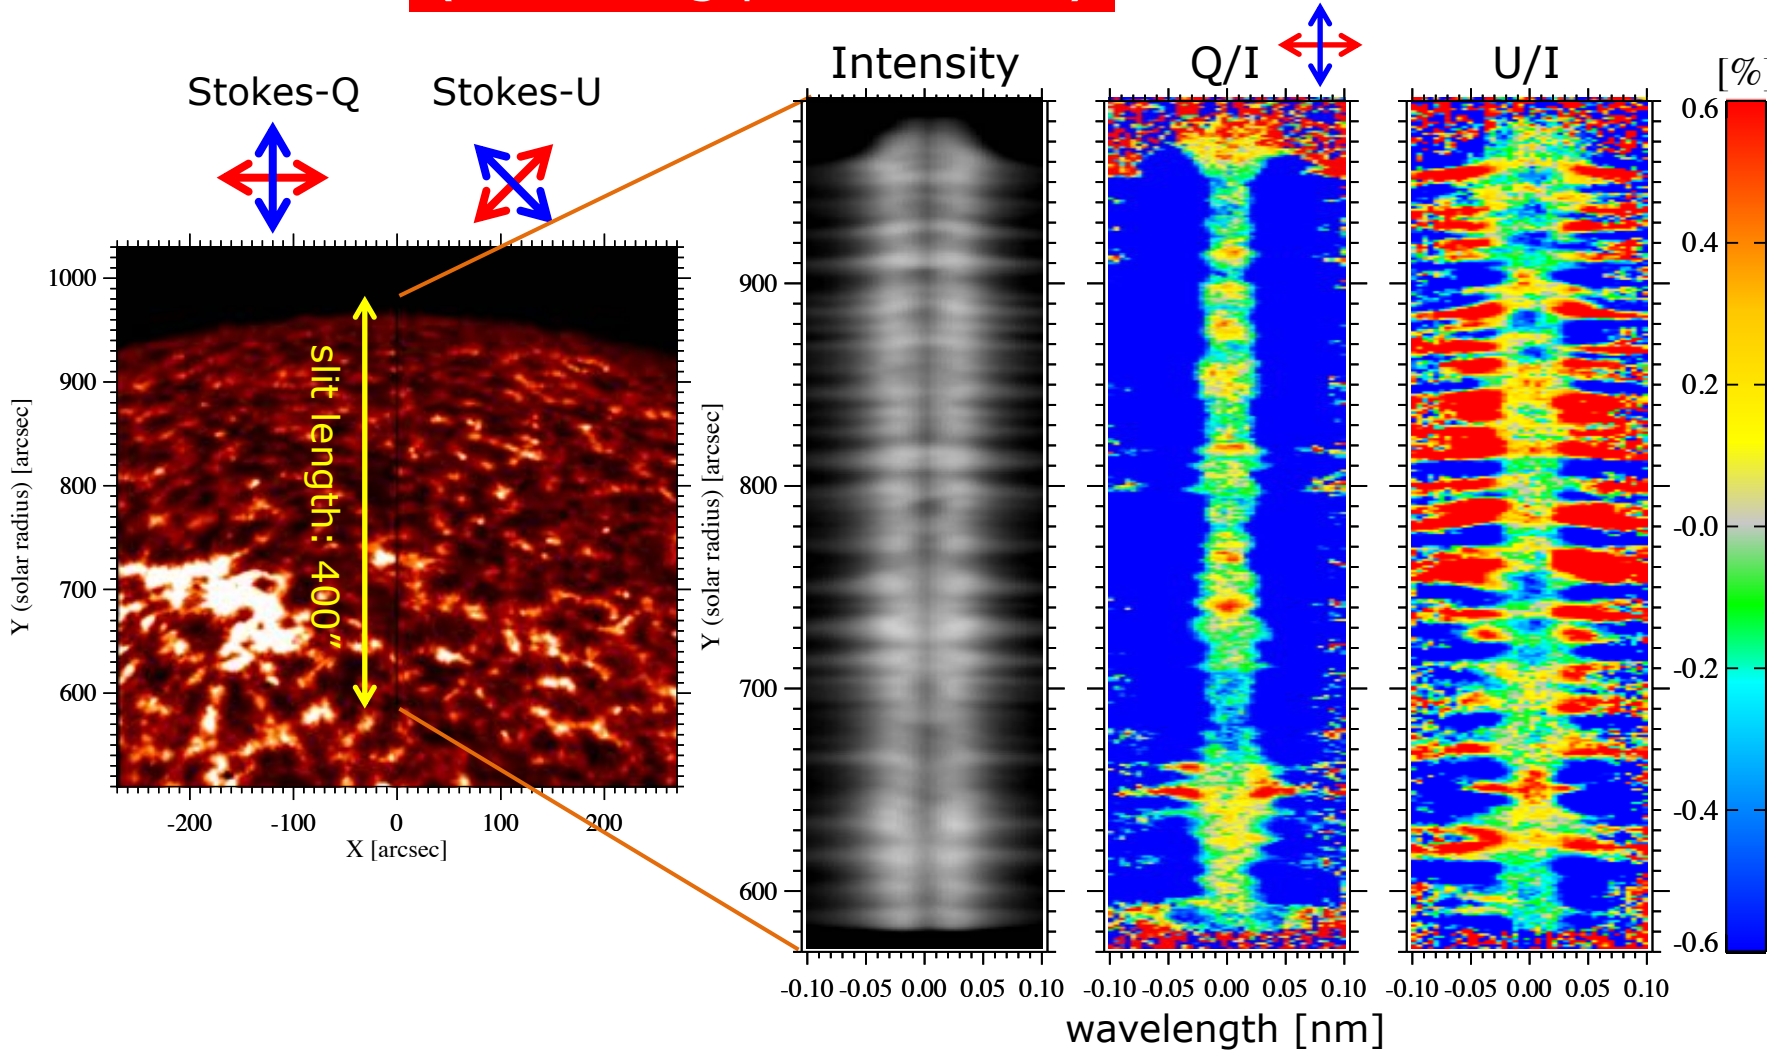 Stokes-Q
Stokes-U
Intensity
Q/I
U/I
[%]
Y (solar radius) [arcsec]
1000
900
800
700
600
-200
-100
0
100
200
X [arcsec]
slit length: 400”
Y (solar radius) [arcsec]
900
800
700
600
-0.10 -0.05 0.00 0.05 0.10
-0.10 -0.05 0.00 0.05 0.10
-0.10 -0.05 0.00 0.05 0.10
wavelength [nm]
0.6
0.4
0.2
-0.0
-0.2
-0.4
-0.6